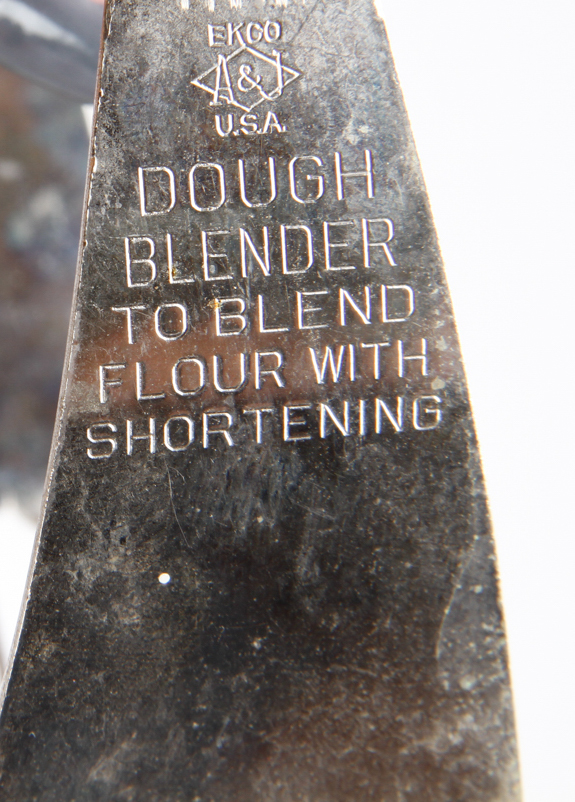 EKCO
A&J
U.S.A.
DOUGH
BLENDER
TO BLEND
FLOUR WITH
SHORTENING